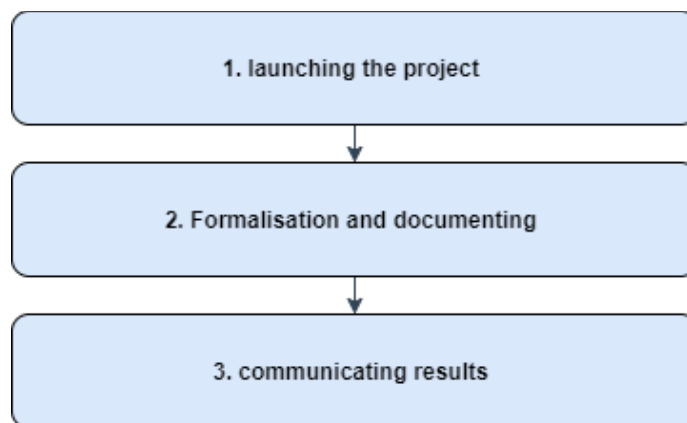 1. launching the project
2. Formalisation and documenting
3. communicating results